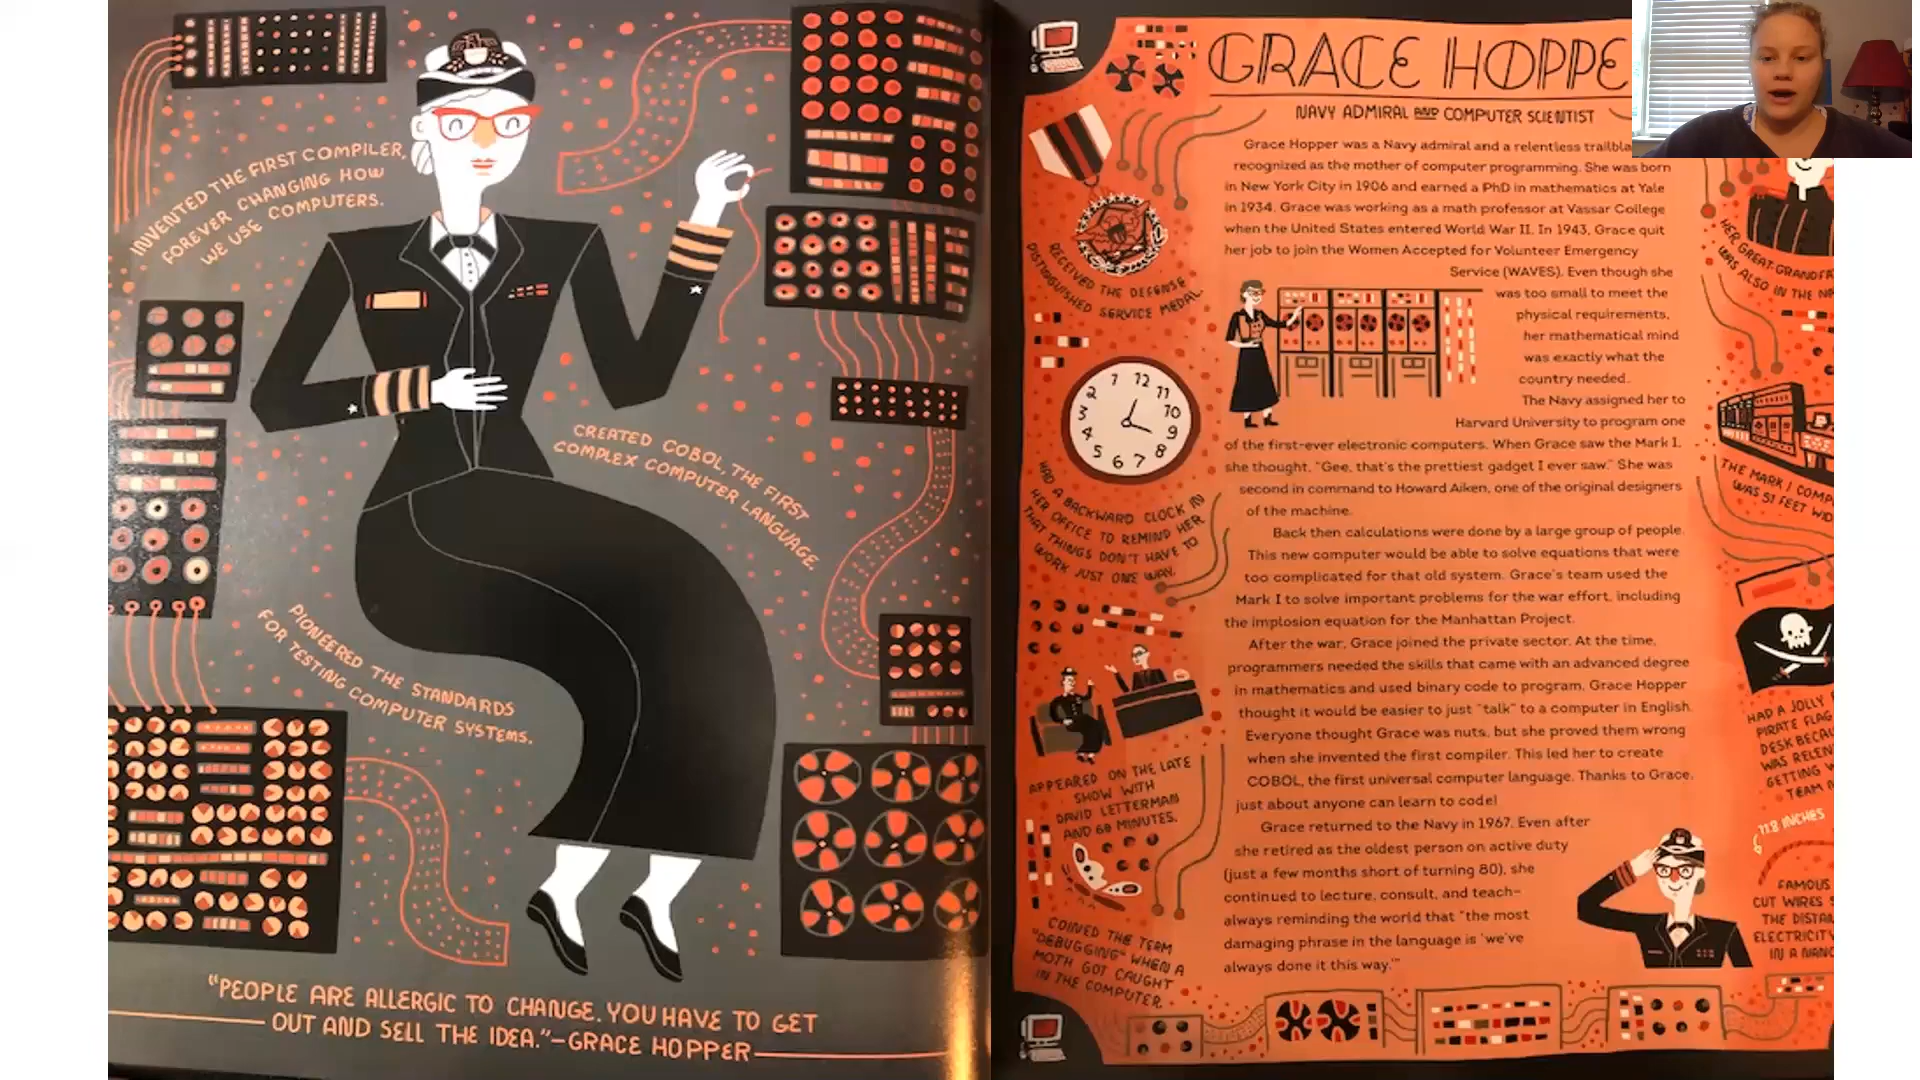 INVENTED THE FIRST COMPILER,
FOREVER CHANGING HOW
WE USE COMPUTERS.
CREATED COBOL, THE FIRST
COMPLEX COMPUTER LANGUAGE.
PIONEERED THE STANDARDS
FOR TESTING COMPUTER SYSTEMS.
"PEOPLE ARE ALLERGIC TO CHANGE. YOU HAVE TO GET
OUT AND SELL THE IDEA."-GRACE HOPPER
GRACE HOPPE
NAVY ADMIRAL AND COMPUTER SCIENTIST
Grace Hopper was a Navy admiral and a relentless
recognized as the mother of computer programming. She was born
in New York City in 1906 and earned a PhD in mathematics at Yale
in 1934. Grace was working as a math professor at Vassar College
when the United States entered World War II. In 1943, Grace quit
her job to join the Women Accepted for Volunteer Emergency
Service (WAVES). Even though she
was too small to meet the
physical requirements,
her mathematical mind
was exactly what the
country needed.
The Navy assigned her to
Harvard University to program one
of the first-ever electronic computers. When Grace saw the Mark I,
she thought, "Gee, that's the prettiest gadget I ever saw." She was
second in command to Howard Aiken, one of the original designers
of the machine.
Back then calculations were done by a large group of people.
This new computer would be able to solve equations that were
too complicated for that old system. Grace's team used the
Mark I to solve important problems for the war effort, including
the implosion equation for the Manhattan Project.
After the war, Grace joined the private sector. At the time,
programmers needed the skills that came with an advanced degree
in mathematics and used binary code to program. Grace Hopper
thought it would be easier to just "talk" to a computer in English.
Everyone thought Grace was nuts, but she proved them wrong
when she invented the first compiler. This led her to create
COBOL, the first universal computer language. Thanks to Grace,
just about anyone can learn to code!
Grace returned to the Navy in 1967. Even after
she retired as the oldest person on active duty
(just a few months short of turning 80), she
continued to lecture, consult, and teach-
always reminding the world that "the most
damaging phrase in the language is 'we've
always done it this way.'"
RECEIVED THE DEFENSE
DISTINGUISHED SERVICE MEDAL.
12 11 10 9 8 7 6 5 4 3 2 1
HAD A BACKWARD CLOCK IN
HER OFFICE TO REMIND HER
THAT THINGS DON'T HAVE TO
WORK JUST ONE WAY.
APPEARED ON THE LATE
SHOW WITH
DAVID LETTERMAN
AND 60 MINUTES.
COINED THE TERM
"DEBUGGING" WHEN A
MOTH GOT CAUGHT
IN THE COMPUTER.
HER GREAT-GRANDFA
WAS ALSO IN THE NA
THE MARK I COMP
WAS 51 FEET WID
HAD A JOLLY
PIRATE FLAG
DESK BECAU
WAS RELEN
GETTING
TEAM
11.8 INCHES
FAMOUS
CUT WIRES
THE DISTAN
ELECTRICITY
IN A NANO